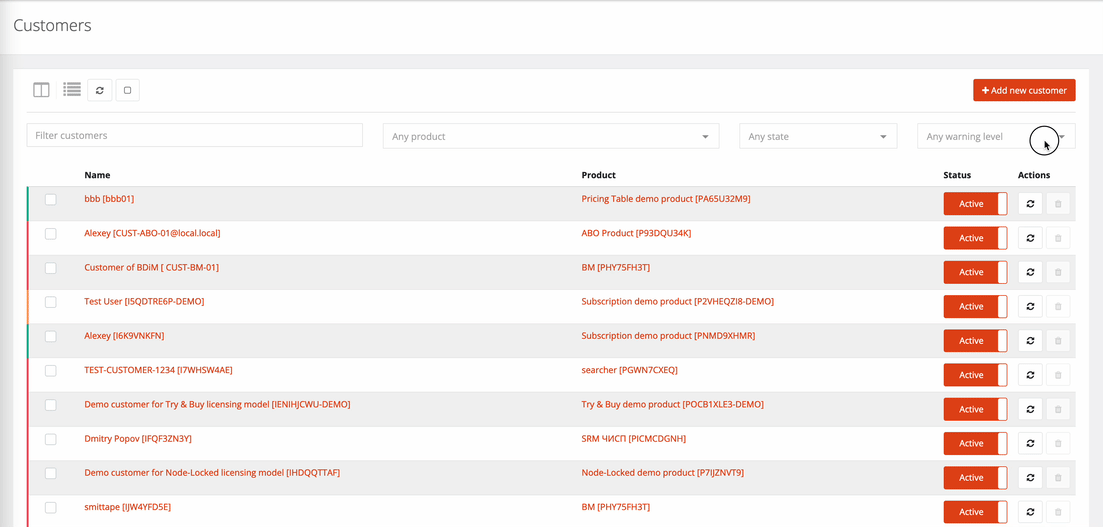 Customers
+ Add new customer
Filter customers Any product Any state Any warning level
Name Product Status Actions
bbb [bbb01] Pricing Table demo product [PA65U32M9] Active
Alexey [CUST-ABO-01@local.local] ABO Product [P93DQU34K] Active
Customer of BDiM [ CUST-BM-01] BM [PHY75FH3T] Active
Test User [I5QDTRE6P-DEMO] Subscription demo product [P2VHEQZI8-DEMO] Active
Alexey [I6K9VNKFN] Subscription demo product [PNMD9XHMR] Active
TEST-CUSTOMER-1234 [I7WHSW4AE] searcher [PGWN7CXEQ] Active
Demo customer for Try & Buy licensing model [IENIHJCWU-DEMO] Try & Buy demo product [POCB1XLE3-DEMO] Active
Dmitry Popov [IFQF3ZN3Y] SRM ЧИСП [PICMCDGNH] Active
Demo customer for Node-Locked licensing model [IHDQQTTAF] Node-Locked demo product [P7IJZNVT9] Active
smittape [IJW4YFD5E] BM [PHY75FH3T] Active